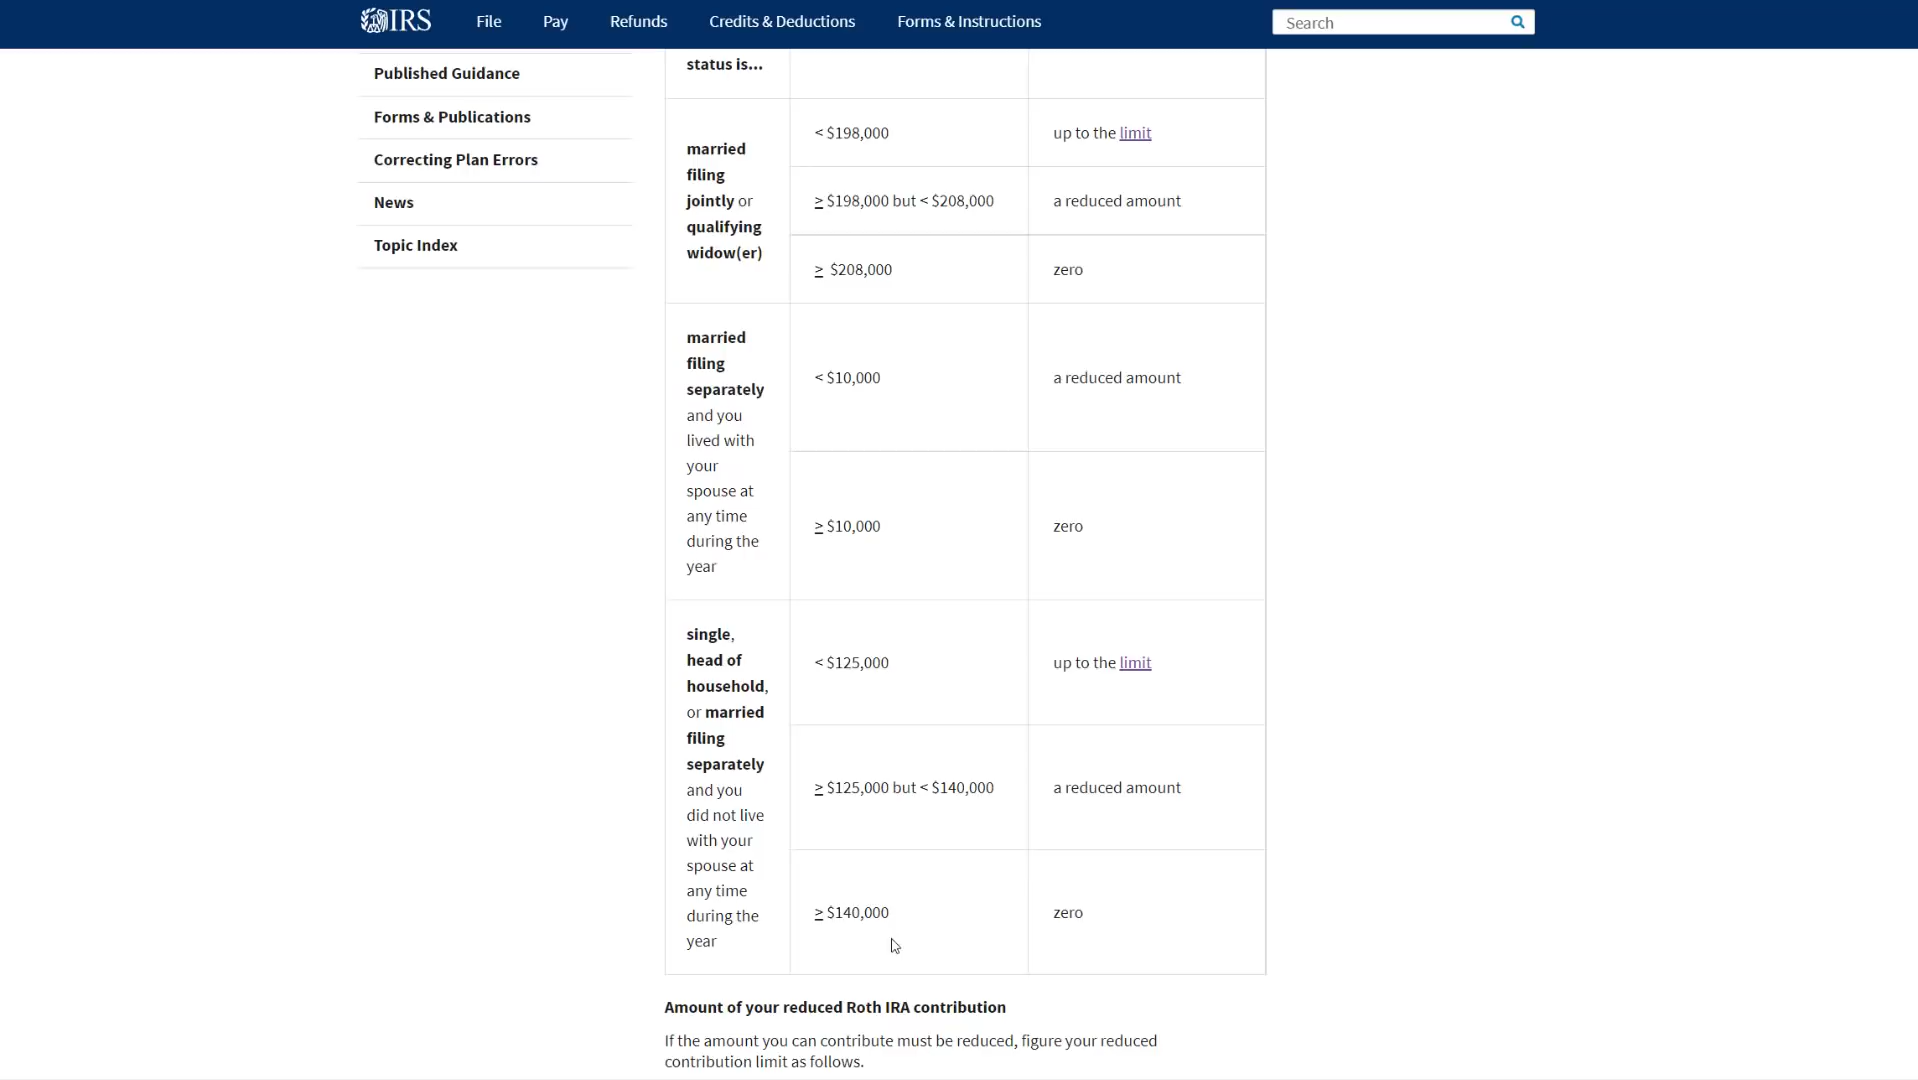 IRS File Pay Refunds Credits & Deductions Forms & Instructions Search
Published Guidance
Forms & Publications
Correcting Plan Errors
News
Topic Index
status is...
married
filing
jointly or
qualifying
widow(er)
< $198,000
up to the limit
≥ $198,000 but < $208,000
a reduced amount
≥ $208,000
zero
married
filing
separately
and you
lived with
your
spouse at
any time
during the
year
< $10,000
a reduced amount
≥ $10,000
zero
single,
head of
household,
or married
filing
separately
and you
did not live
with your
spouse at
any time
during the
year
< $125,000
up to the limit
≥ $125,000 but < $140,000
a reduced amount
≥ $140,000
zero
Amount of your reduced Roth IRA contribution
If the amount you can contribute must be reduced, figure your reduced
contribution limit as follows.